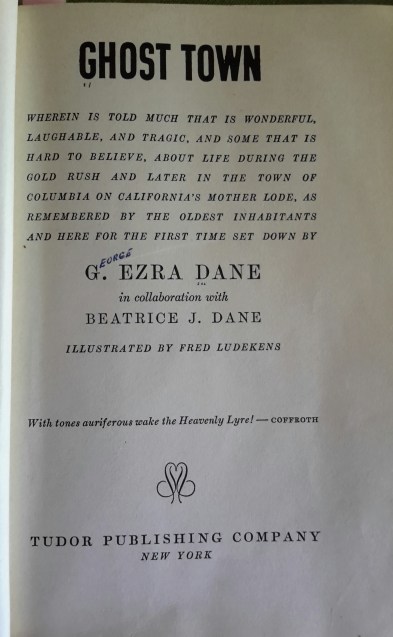 GHOST TOWN
WHEREIN IS TOLD MUCH THAT IS WONDERFUL,
LAUGHABLE, AND TRAGIC, AND SOME THAT IS
HARD TO BELIEVE, ABOUT LIFE DURING THE
GOLD RUSH AND LATER IN THE TOWN OF
COLUMBIA ON CALIFORNIA'S MOTHER LODE, AS
REMEMBERED BY THE OLDEST INHABITANTS
AND HERE FOR THE FIRST TIME SET DOWN BY
EORGE
G. EZRA DANE
in collaboration with
BEATRICE J. DANE
ILLUSTRATED BY FRED LUDEKENS
With tones auriferous wake the Heavenly Lyre! — COFFROTH
TUDOR PUBLISHING COMPANY
NEW YORK